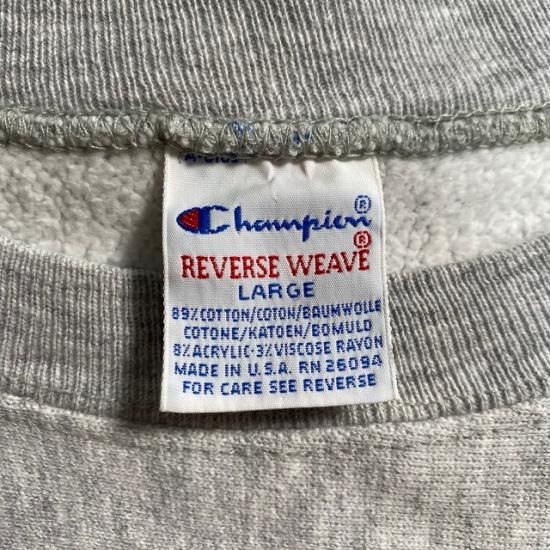 Champion®
REVERSE WEAVE®
LARGE
89% COTTON/COTON/BAUMWOLLE
COTONE/KATOEN/BOMULD
8% ACRYLIC·3% VISCOSE RAYON
MADE IN U.S.A. RN 26094
FOR CARE SEE REVERSE